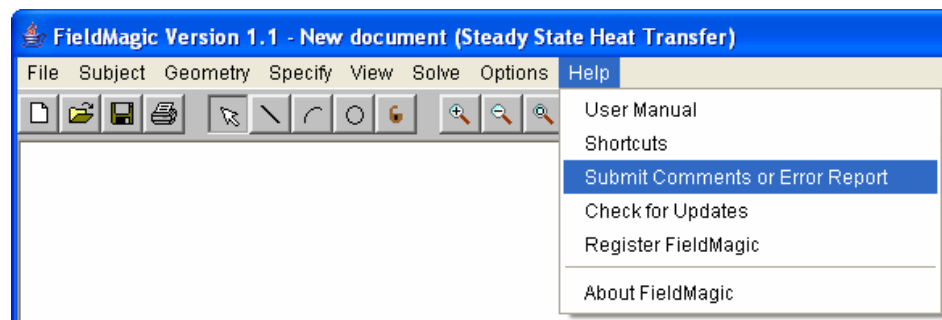 FieldMagic Version 1.1 - New document (Steady State Heat Transfer)
File Subject Geometry Specify View Solve Options Help
User Manual
Shortcuts
Submit Comments or Error Report
Check for Updates
Register FieldMagic
About FieldMagic